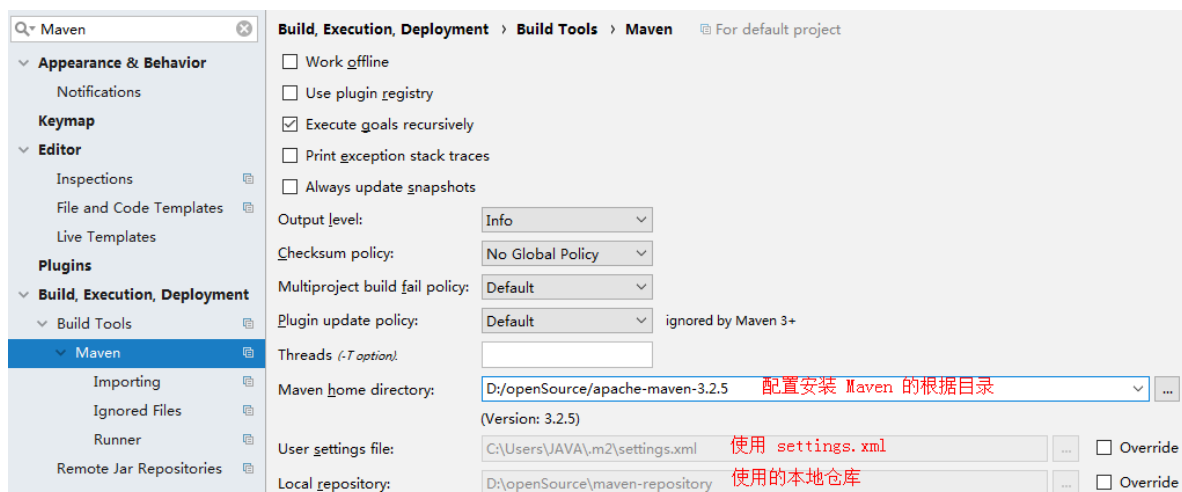 Maven
Appearance & Behavior
Notifications
Keymap
Editor
Inspections
File and Code Templates
Live Templates
Plugins
Build, Execution, Deployment
Build Tools
Maven
Importing
Ignored Files
Runner
Remote Jar Repositories
Build, Execution, Deployment › Build Tools › Maven For default project
Work offline
Use plugin registry
Execute goals recursively
Print exception stack traces
Always update snapshots
Output level: Info
Checksum policy: No Global Policy
Multiproject build fail policy: Default
Plugin update policy: Default ignored by Maven 3+
Threads (-T option).
Maven home directory: D:/openSource/apache-maven-3.2.5 配置安装 Maven 的根据目录 ...
(Version: 3.2.5)
User settings file: C:\Users\JAVA\.m2\settings.xml 使用 settings.xml ... Override
Local repository: D:\openSource\maven-repository 使用的本地仓库 ... Override